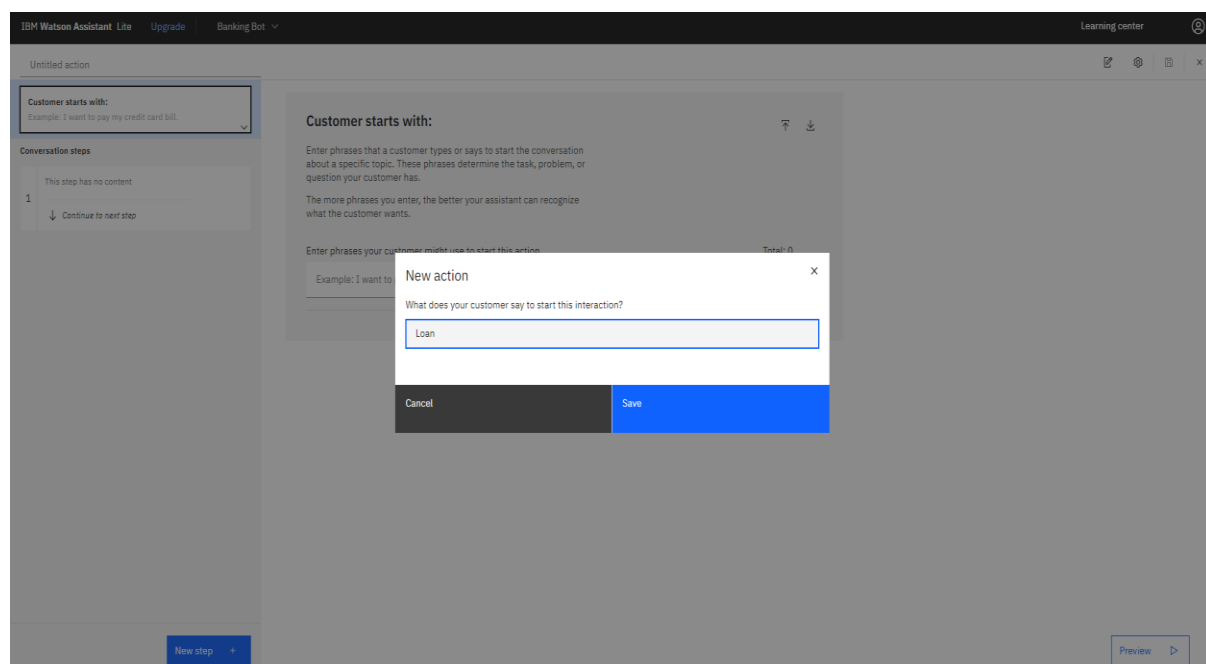 IBM Watson Assistant Lite Upgrade Banking Bot Learning center
Untitled action
Customer starts with:
Example: I want to pay my credit card bill.
Conversation steps
This step has no content
1
Continue to next step
New step +
Customer starts with:
Enter phrases that a customer types or says to start the conversation
about a specific topic. These phrases determine the task, problem, or
question your customer has.
The more phrases you enter, the better your assistant can recognize
what the customer wants.
Enter phrases your customer might use to start this action Total: 0
Example: I want to
New action x
What does your customer say to start this interaction?
Loan
Cancel Save
Preview